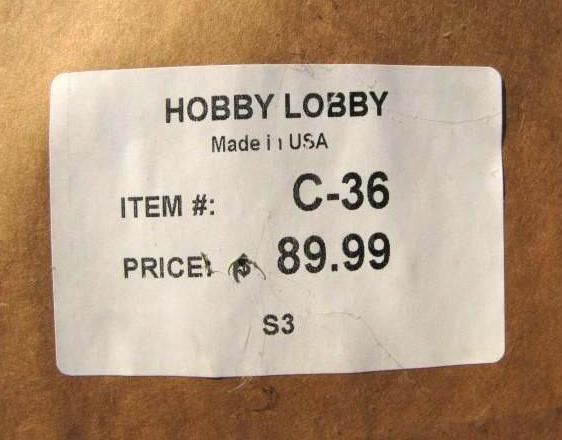 HOBBY LOBBY
Made in USA
ITEM #: C-36
PRICE: $ 89.99
S3